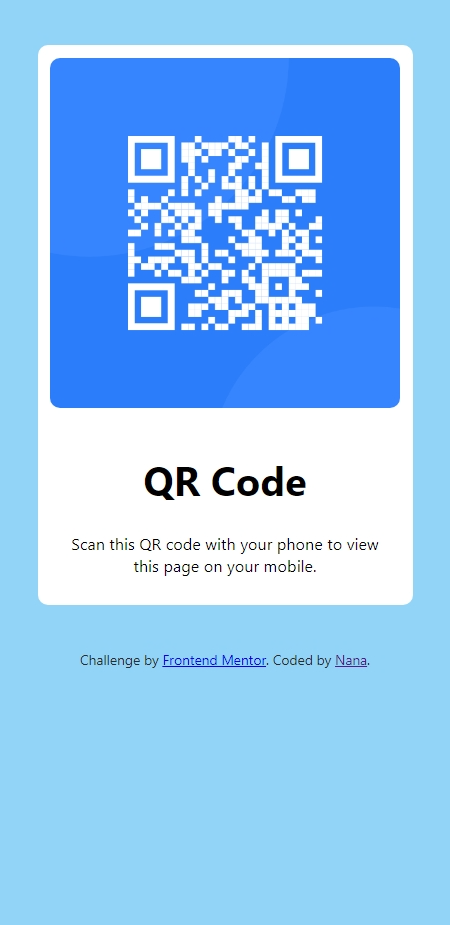 QR Code
Scan this QR code with your phone to view
this page on your mobile.
Challenge by Frontend Mentor. Coded by Nana.